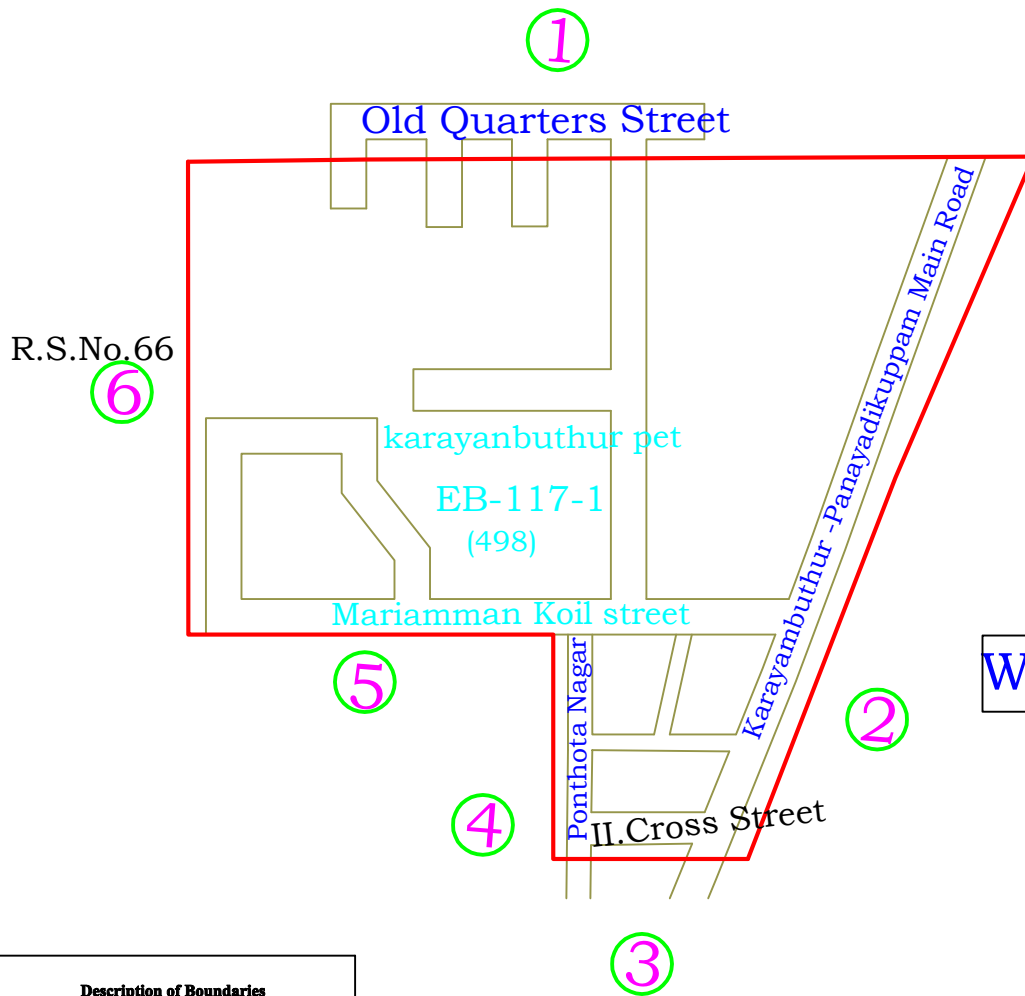 1
Old Quarters Street
Karayambuthur -Panayadikuppam Main Road
R.S.No.66
6
karayanbuthur pet
EB-117-1
(498)
Mariamman Koil street
5
Ponthota Nagar
W
2
4
II.Cross Street
3
Description of Boundaries